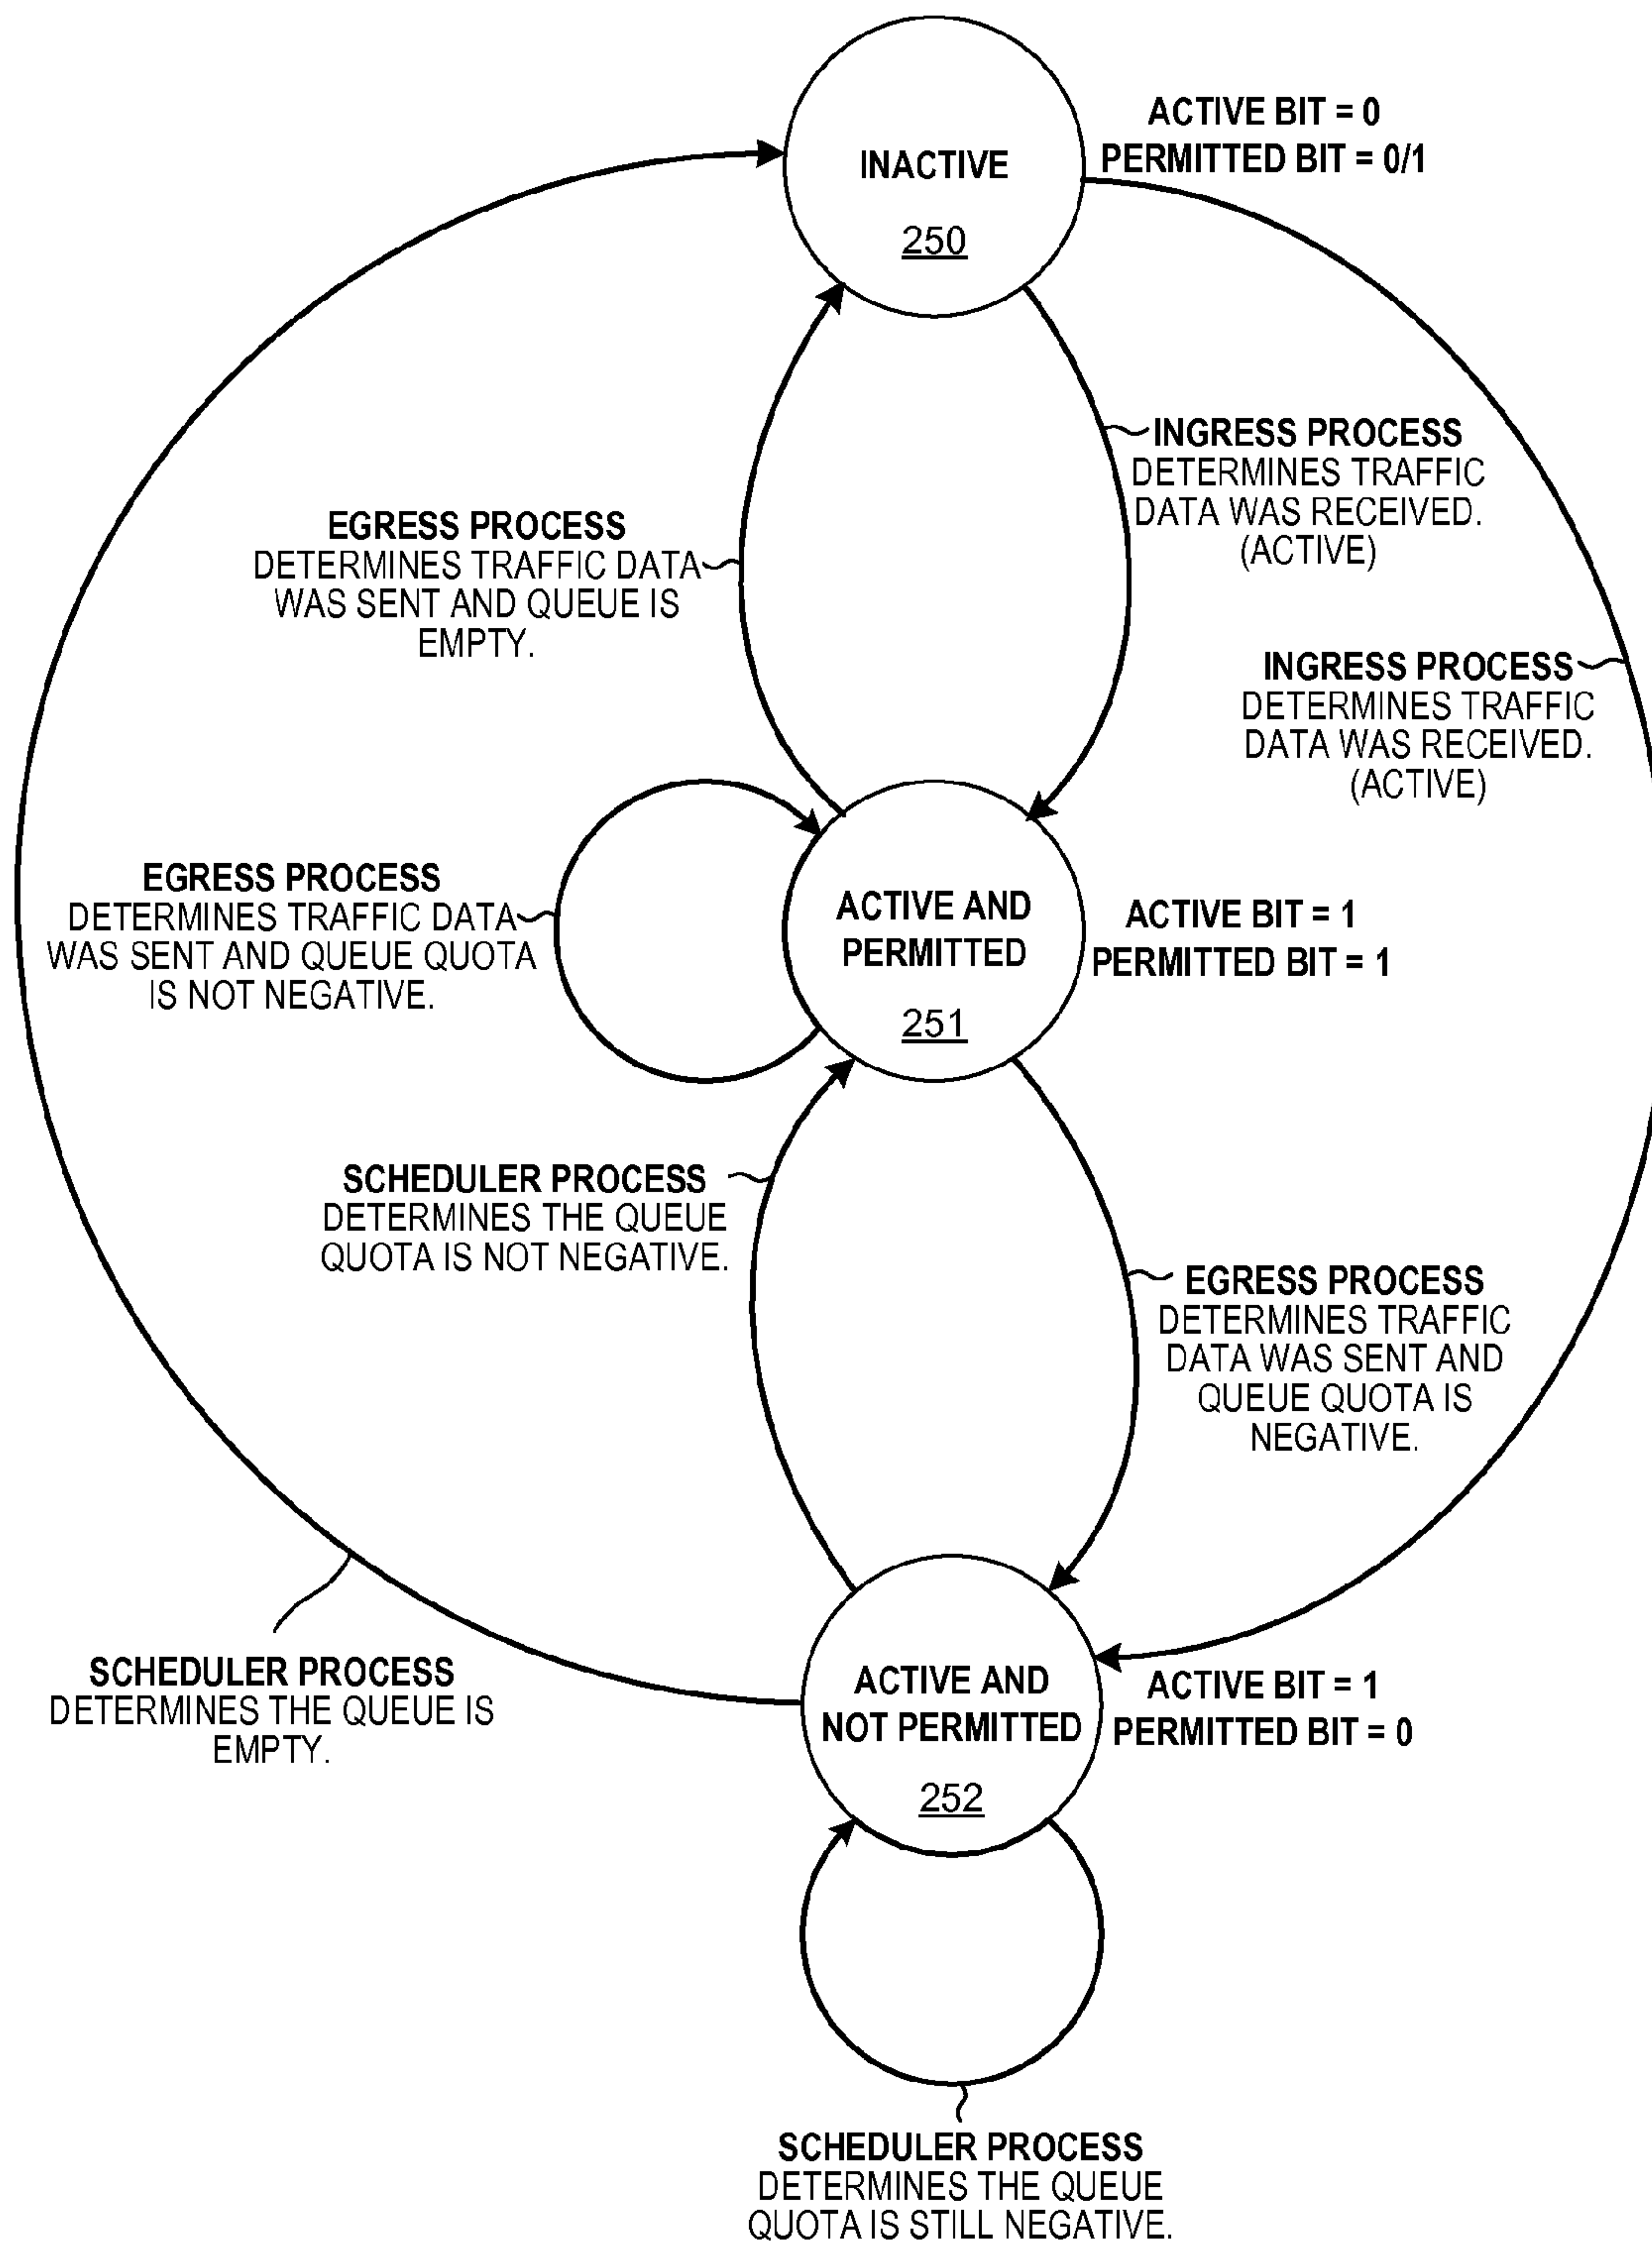 ACTIVE BIT = 0
PERMITTED BIT = 0/1
INACTIVE
250
INGRESS PROCESS
DETERMINES TRAFFIC
DATA WAS RECEIVED.
(ACTIVE)
EGRESS PROCESS
DETERMINES TRAFFIC DATA
WAS SENT AND QUEUE IS
EMPTY.
INGRESS PROCESS
DETERMINES TRAFFIC
DATA WAS RECEIVED.
(ACTIVE)
EGRESS PROCESS
DETERMINES TRAFFIC DATA
WAS SENT AND QUEUE QUOTA
IS NOT NEGATIVE.
ACTIVE AND
PERMITTED
251
ACTIVE BIT = 1
PERMITTED BIT = 1
SCHEDULER PROCESS
DETERMINES THE QUEUE
QUOTA IS NOT NEGATIVE.
EGRESS PROCESS
DETERMINES TRAFFIC
DATA WAS SENT AND
QUEUE QUOTA IS
NEGATIVE.
SCHEDULER PROCESS
DETERMINES THE QUEUE IS
EMPTY.
ACTIVE AND
NOT PERMITTED
252
ACTIVE BIT = 1
PERMITTED BIT = 0
SCHEDULER PROCESS
DETERMINES THE QUEUE
QUOTA IS STILL NEGATIVE.